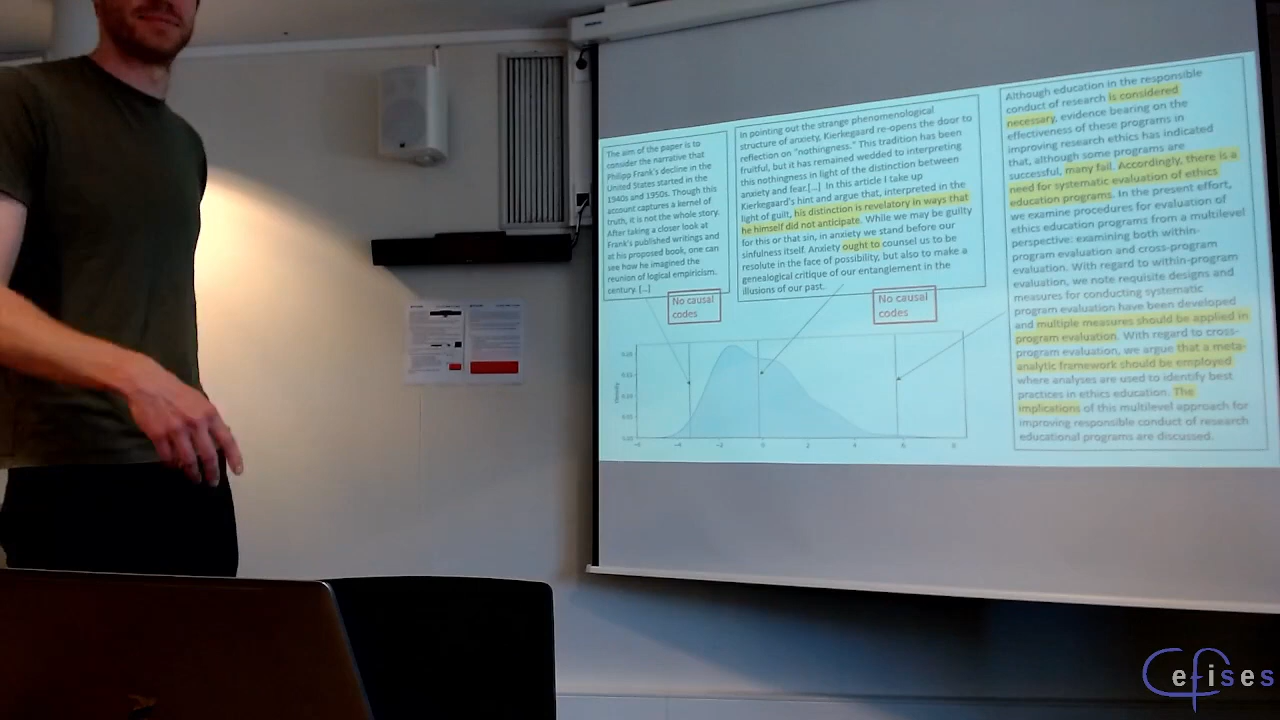 The aim of the paper is to
consider the narrative that
Philipp Frank's decline in the
United States started in the
1940s and 1950s. Though this
account captures a kernel of
truth, it is not the whole story.
After taking a closer look at
Frank's published writings and
at his proposed book, one can
see how he imagined the
reunion of logical empiricism.
century. [...]
In pointing out the strange phenomenological
structure of anxiety, Kierkegaard re-opens the door to
reflection on "nothingness." This tradition has been
fruitful, but it has remained wedded to interpreting
this nothingness in light of the distinction between
anxiety and fear.[...] In this article I take up
Kierkegaard's hint and argue that, interpreted in the
light of guilt, his distinction is revelatory in ways that
he himself did not anticipate. While we may be guilty
for this or that sin, in anxiety we stand before our
sinfulness itself. Anxiety ought to counsel us to be
resolute in the face of possibility, but also to make a
genealogical critique of our entanglement in the
illusions of our past.
Although education in the responsible
conduct of research is considered
necessary, evidence bearing on the
effectiveness of these programs in
improving research ethics has indicated
that, although some programs are
successful, many fail. Accordingly, there is a
need for systematic evaluation of ethics
education programs. In the present effort,
we examine procedures for evaluation of
ethics education programs from a multilevel
perspective: examining both within-
program evaluation and cross-program
evaluation. With regard to within-program
evaluation, we note requisite designs and
measures for conducting systematic
program evaluation have been developed
and multiple measures should be applied in
program evaluation. With regard to cross-
program evaluation, we argue that a meta-
analytic framework should be employed
where analyses are used to identify best
practices in ethics education. The
implications of this multilevel approach for
improving responsible conduct of research
educational programs are discussed.
No causal
codes
No causal
codes
-4 -2 0 2 4 6 8
Cefises